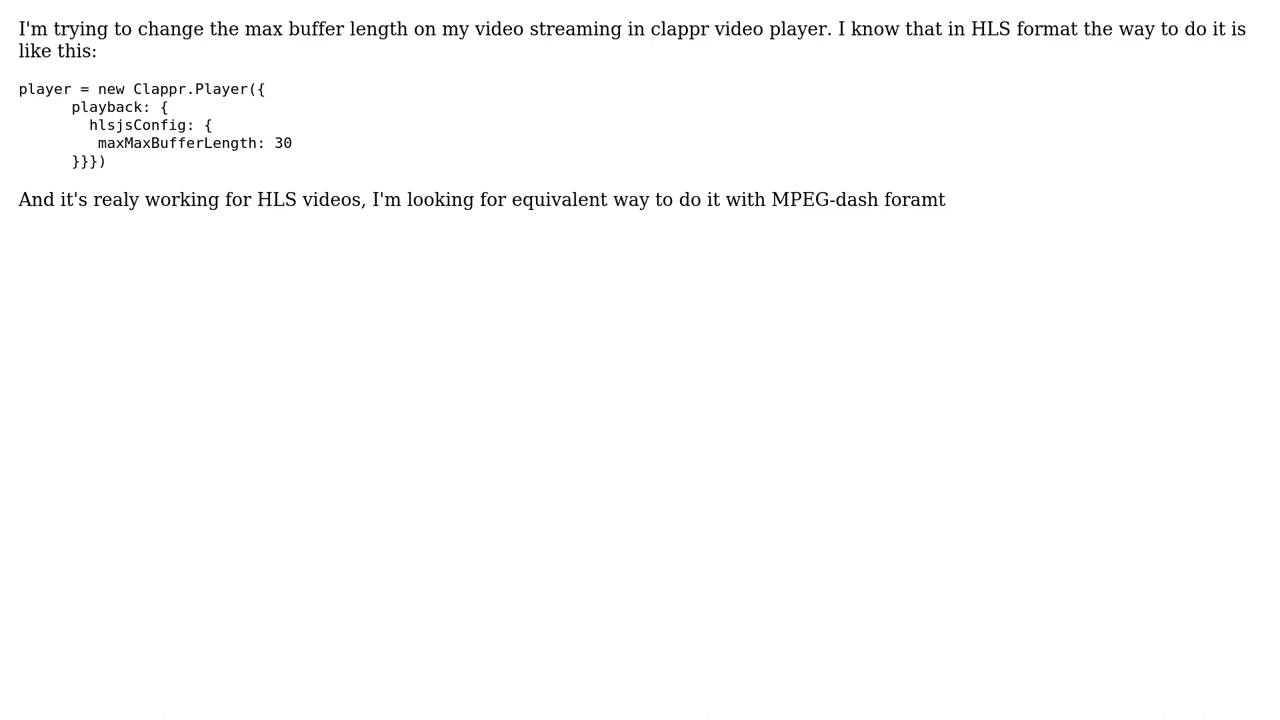 I'm trying to change the max buffer length on my video streaming in clappr video player. I know that in HLS format the way to do it is
like this:
player = new Clappr.Player({
      playback: {
        hlsjsConfig: {
         maxMaxBufferLength: 30
      }}})
And it's realy working for HLS videos, I'm looking for equivalent way to do it with MPEG-dash foramt